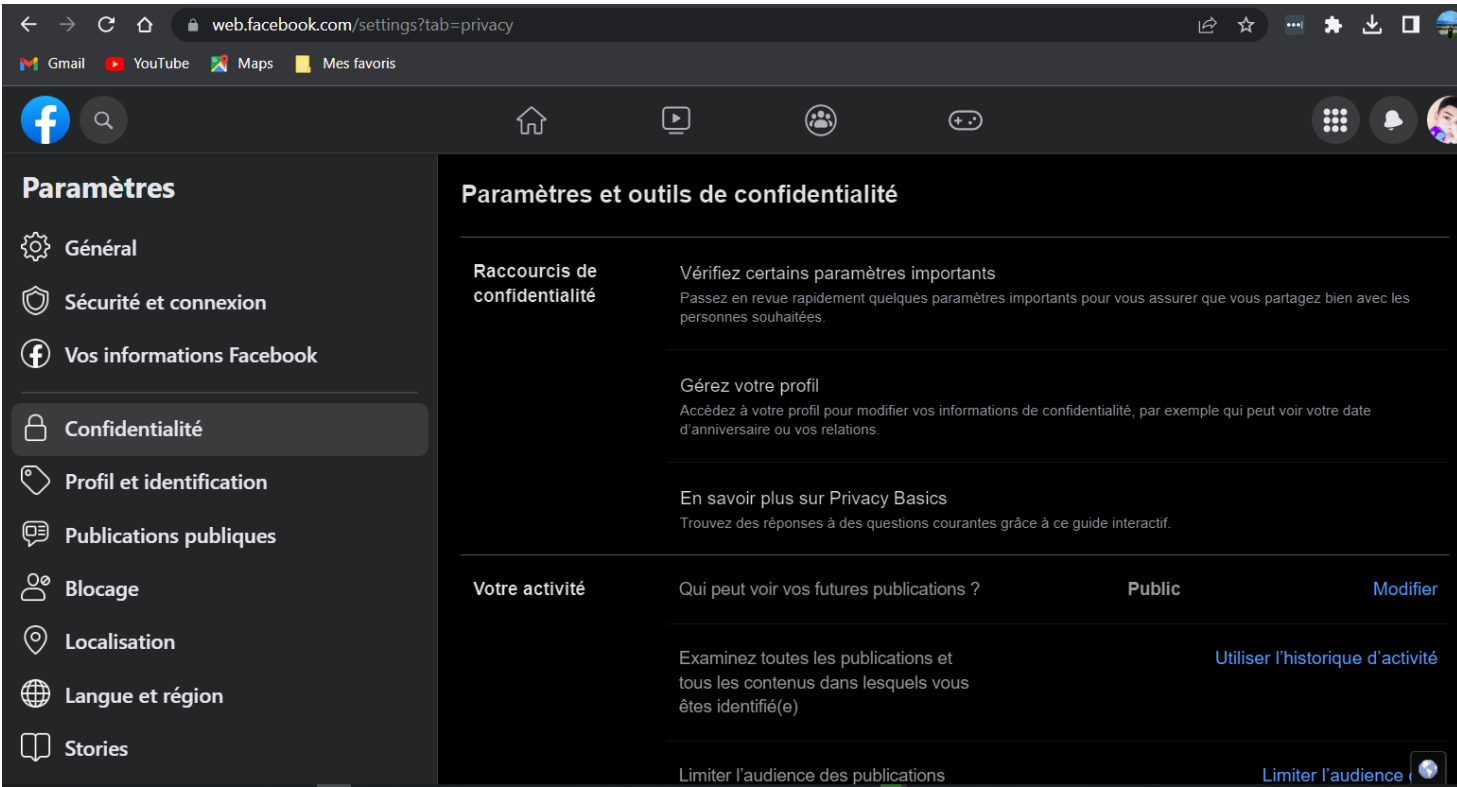 web.facebook.com/settings?tab=privacy
Gmail YouTube Maps Mes favoris
Paramètres
Général
Sécurité et connexion
Vos informations Facebook
Confidentialité
Profil et identification
Publications publiques
Blocage
Localisation
Langue et région
Stories
Paramètres et outils de confidentialité
Raccourcis de
confidentialité
Vérifiez certains paramètres importants
Passez en revue rapidement quelques paramètres importants pour vous assurer que vous partagez bien avec les
personnes souhaitées.
Gérez votre profil
Accédez à votre profil pour modifier vos informations de confidentialité, par exemple qui peut voir votre date
d’anniversaire ou vos relations.
En savoir plus sur Privacy Basics
Trouvez des réponses à des questions courantes grâce à ce guide interactif.
Votre activité
Qui peut voir vos futures publications ? Public Modifier
Examinez toutes les publications et
tous les contenus dans lesquels vous
êtes identifié(e)
Utiliser l’historique d’activité
Limiter l’audience des publications
Limiter l’audience